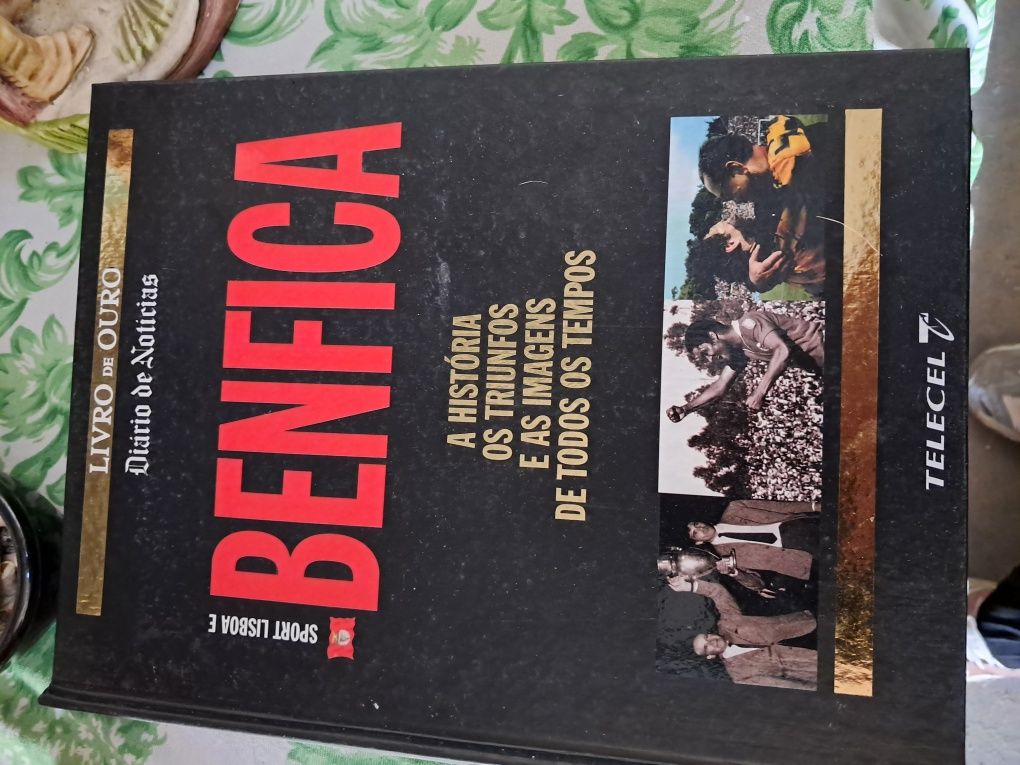 LIVRO DE OURO
Diário de Notícias
SPORT LISBOA E
BENFICA
A HISTÓRIA
OS TRIUNFOS
E AS IMAGENS
DE TODOS OS TEMPOS
TELECEL